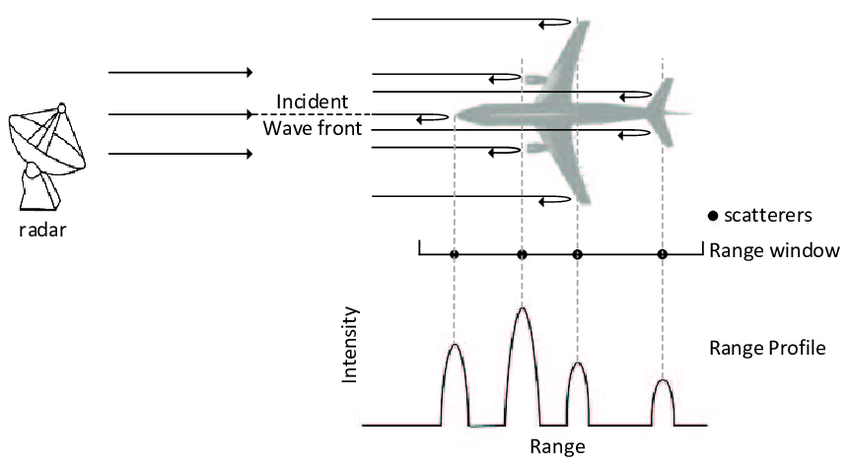 Incident
Wave front
radar
scatterers
Range window
Intensity
Range Profile
Range